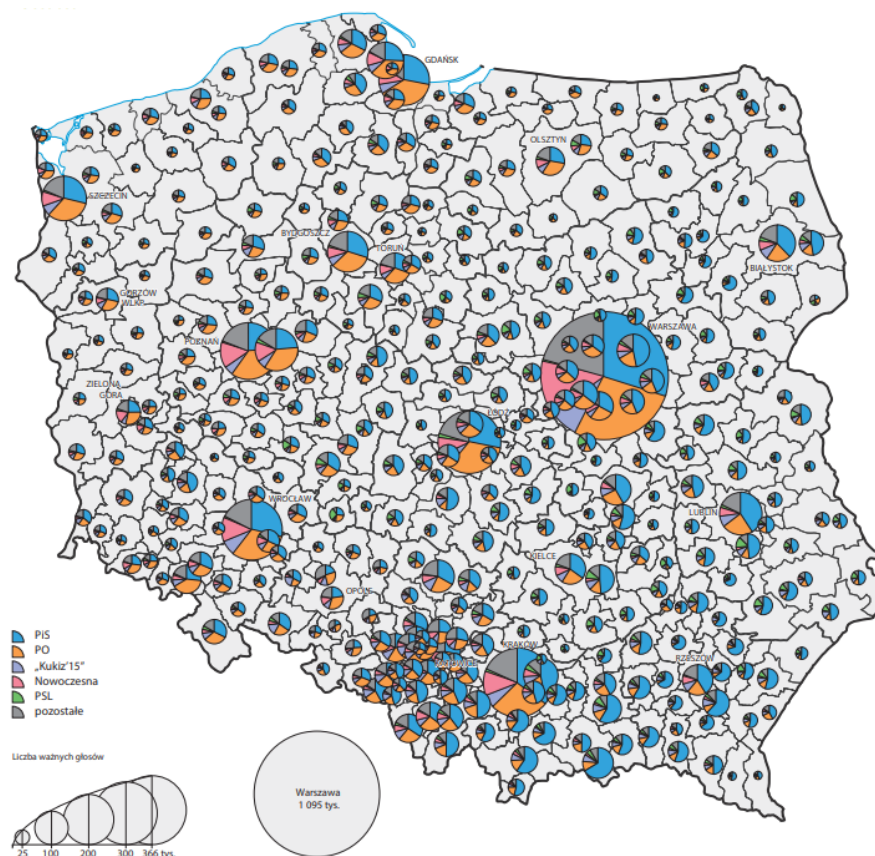 GDAŃSK
OLSZTYN
SZCZECIN
BYDGOSZCZ
TORUŃ
BIAŁYSTOK
GORZÓW
WLKP.
WARSZAWA
POZNAŃ
ZIELONA
GÓRA
ŁÓDŹ
WROCŁAW
LUBLIN
KIELCE
OPOLE
KRAKÓW
KATOWICE
RZESZÓW
PiS
PO
„Kukiz’15”
Nowoczesna
PSL
pozostałe
Liczba ważnych głosów
25 100 200 300 366 tys.
Warszawa
1 095 tys.